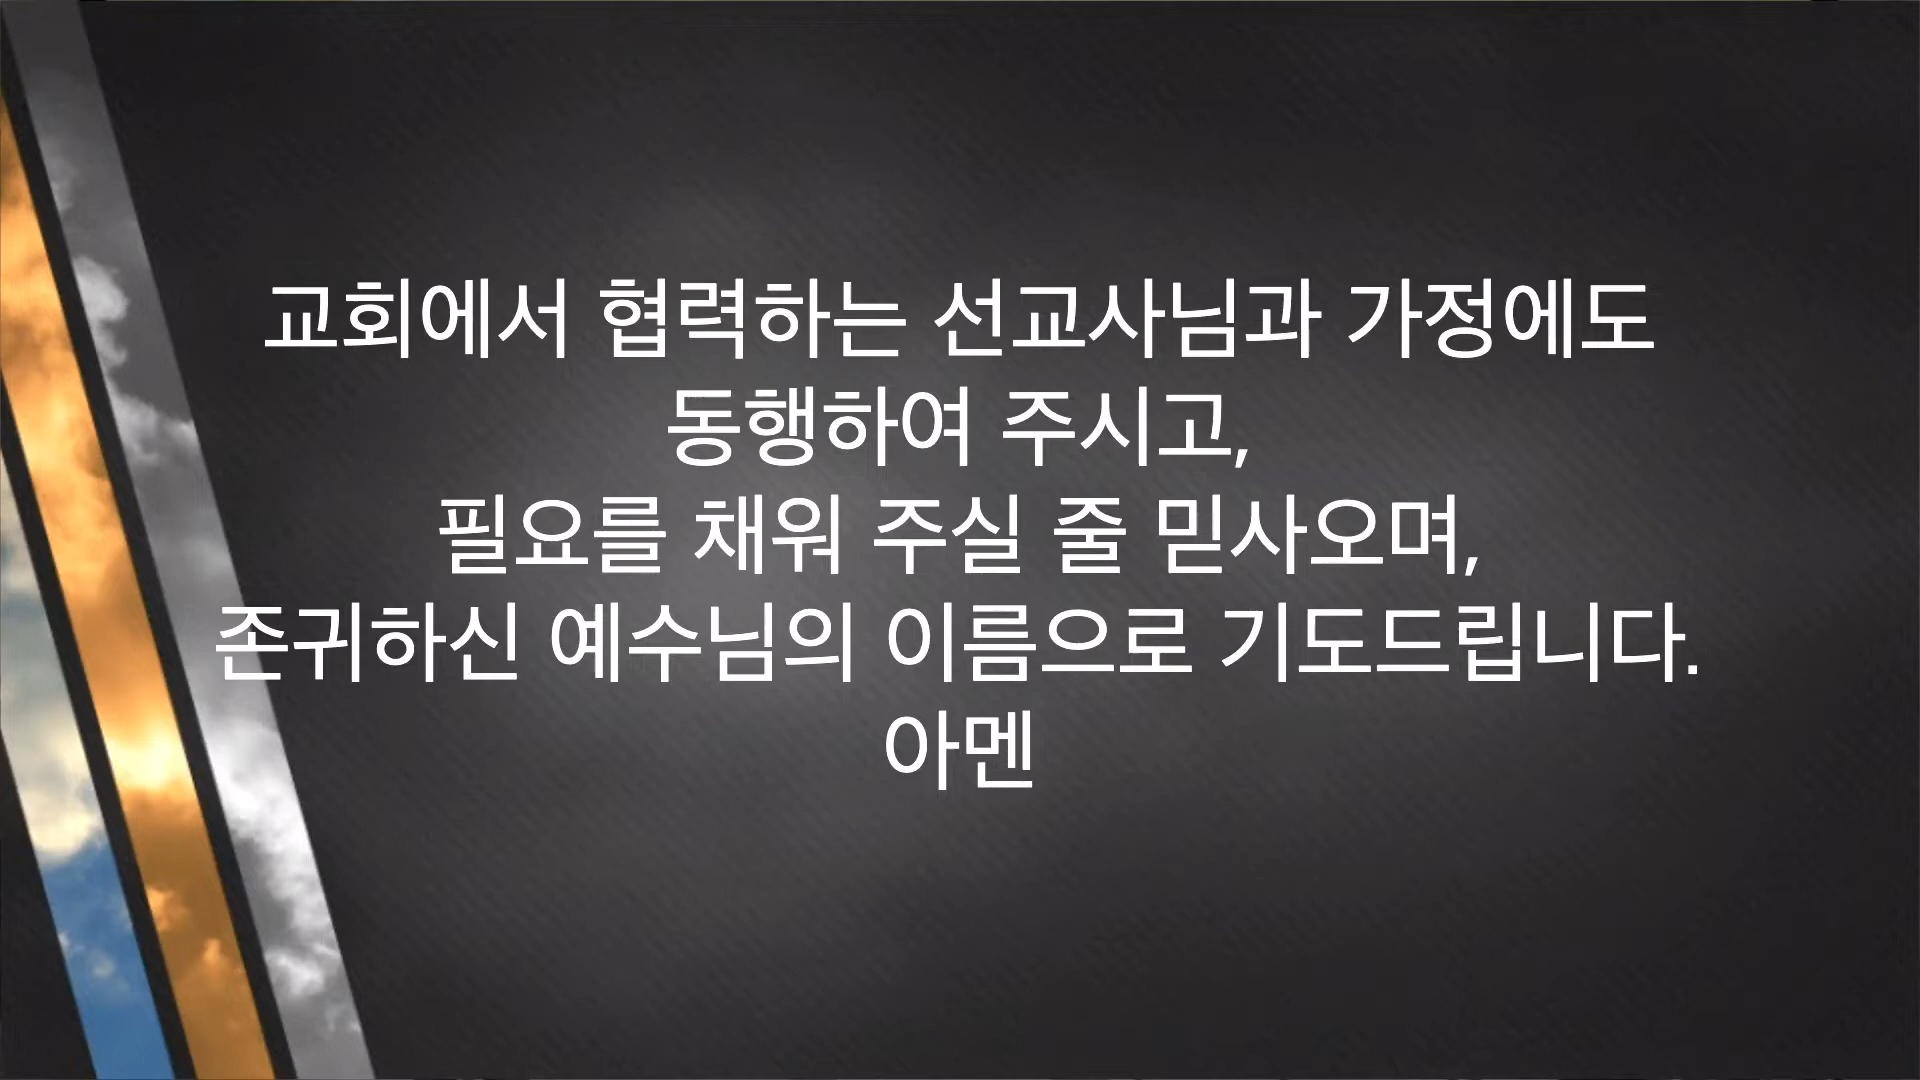 교회에서 협력하는 선교사님과 가정에도
동행하여 주시고,
필요를 채워 주실 줄 믿사오며,
존귀하신 예수님의 이름으로 기도드립니다.
아멘